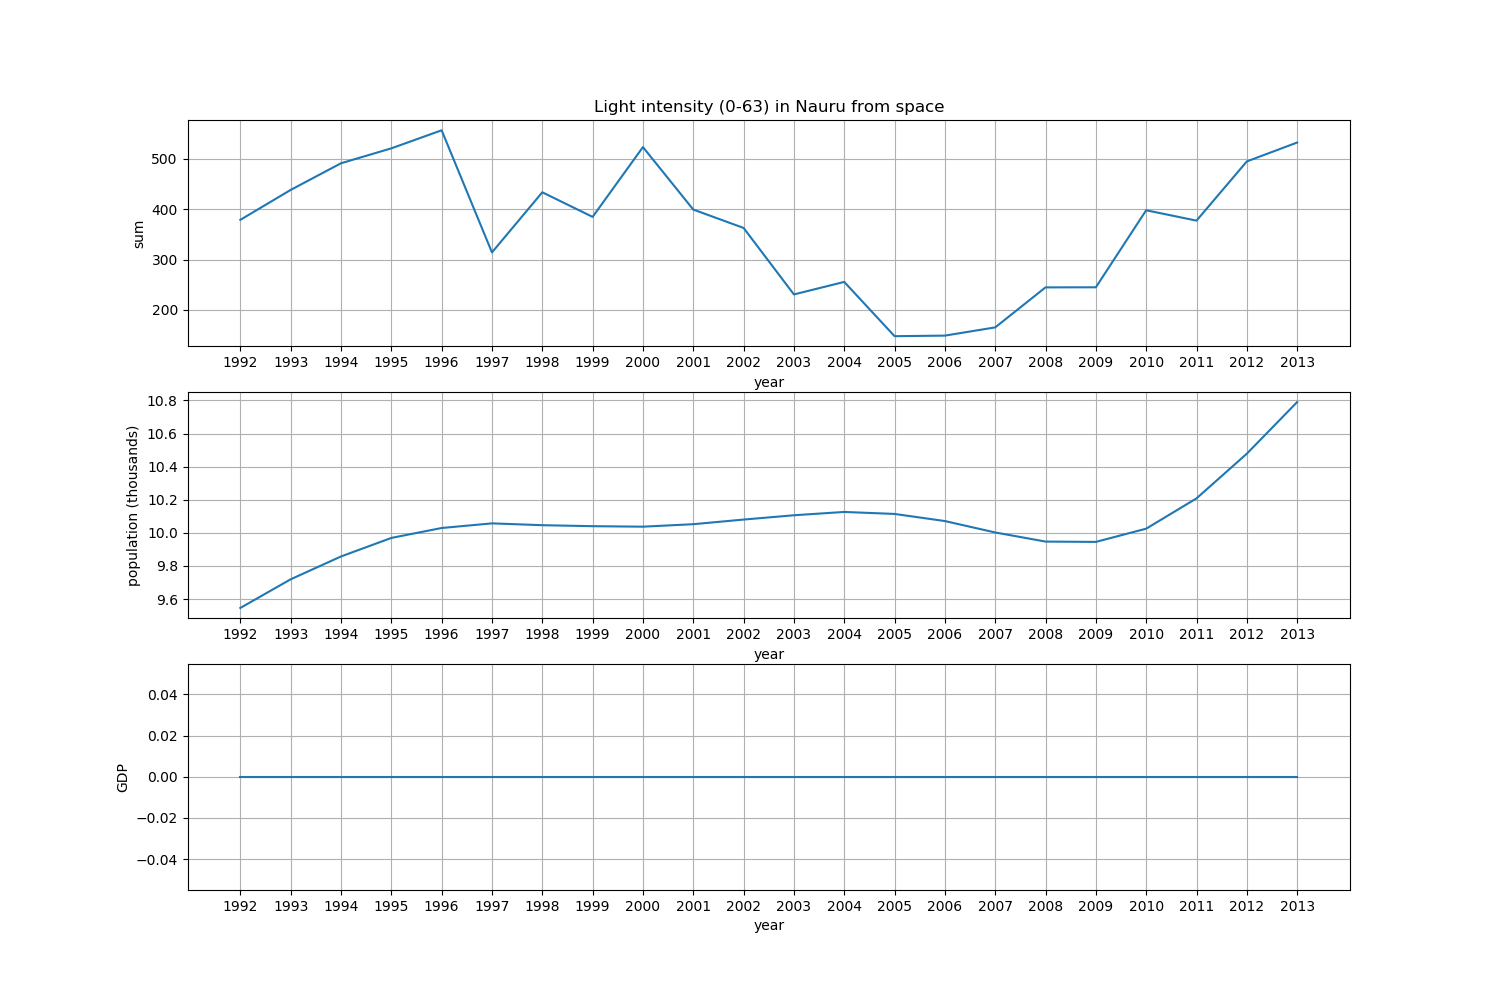 Light intensity (0-63) in Nauru from space
sum
500
400
300
200
1992 1993 1994 1995 1996 1997 1998 1999 2000 2001 2002 2003 2004 2005 2006 2007 2008 2009 2010 2011 2012 2013
year
population (thousands)
10.8
10.6
10.4
10.2
10.0
9.8
9.6
1992 1993 1994 1995 1996 1997 1998 1999 2000 2001 2002 2003 2004 2005 2006 2007 2008 2009 2010 2011 2012 2013
year
GDP
0.04
0.02
0.00
−0.02
−0.04
1992 1993 1994 1995 1996 1997 1998 1999 2000 2001 2002 2003 2004 2005 2006 2007 2008 2009 2010 2011 2012 2013
year